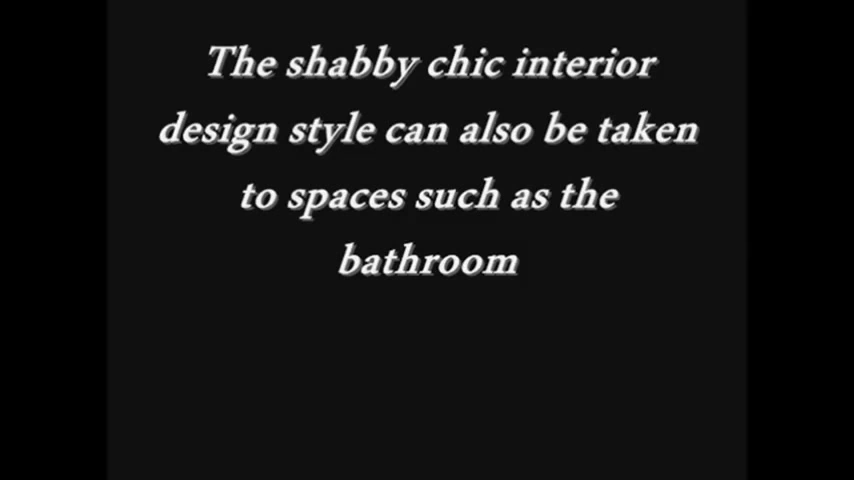 The shabby chic interior
design style can also be taken
to spaces such as the
bathroom